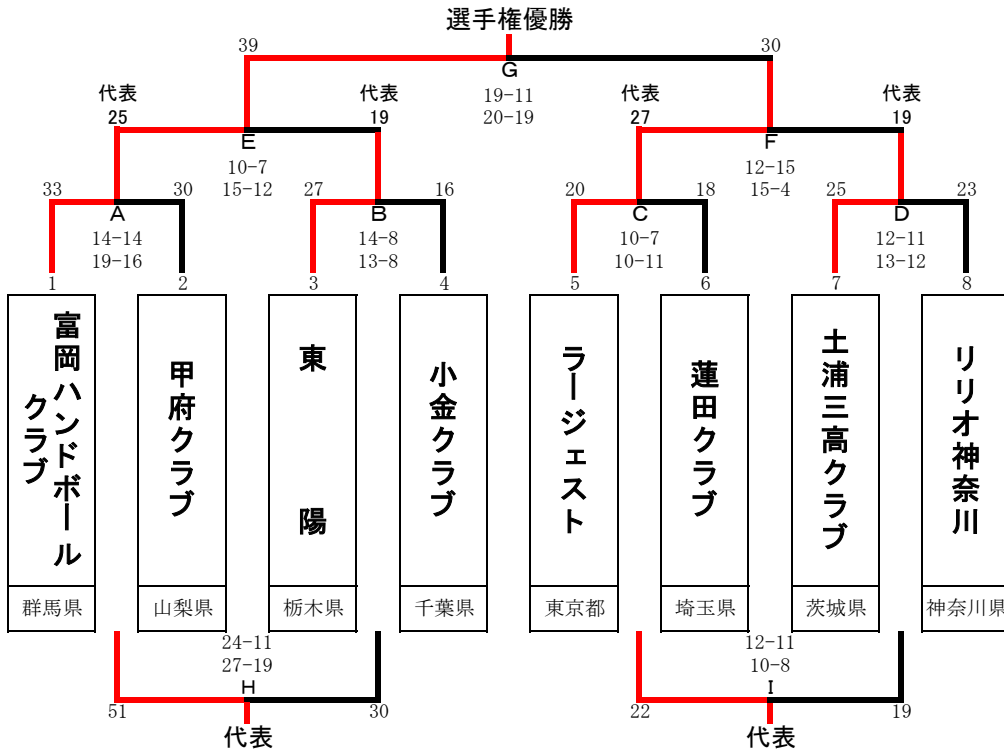 選手権優勝
39 30
G
19-11
20-19
代表 代表 代表 代表
25 19 27 19
E F
10-7 12-15
15-12 15-4
33 30 27 16 20 18 25 23
A B C D
14-14 14-8 10-7 12-11
19-16 13-8 10-11 13-12
1 2 3 4 5 6 7 8
富岡ハンドボール
クラブ
甲府クラブ
東陽
小金クラブ
ラージェスト
蓮田クラブ
土浦三高クラブ
リリオ神奈川
群馬県 山梨県 栃木県 千葉県 東京都 埼玉県 茨城県 神奈川県
24-11 12-11
27-19 10-8
H I
51 30 22 19
代表 代表